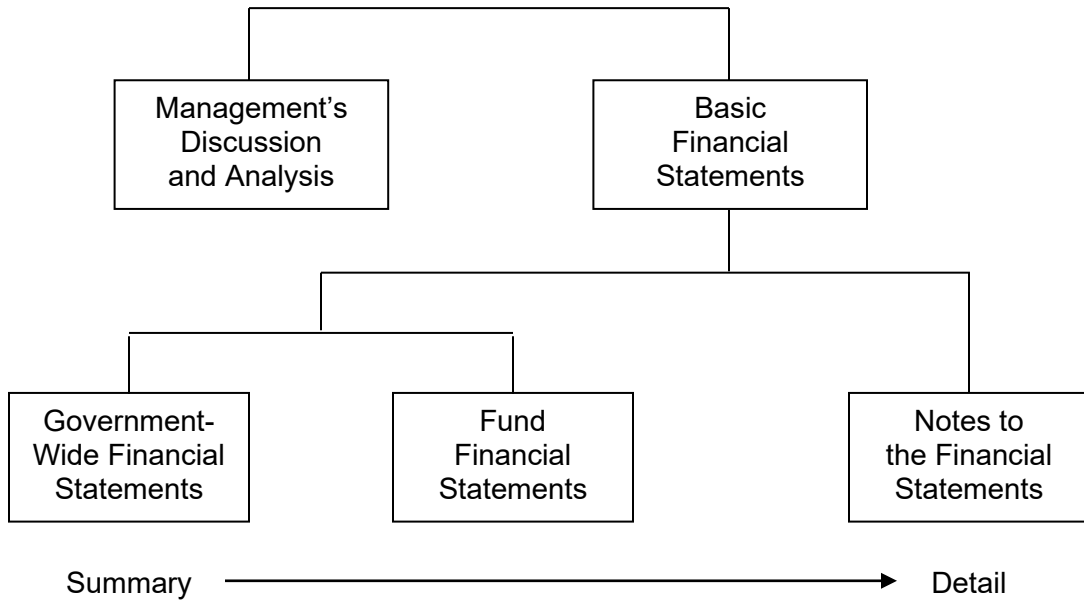 Management’s
Discussion
and Analysis
Basic
Financial
Statements
Government-
Wide Financial
Statements
Fund
Financial
Statements
Notes to
the Financial
Statements
Summary
Detail